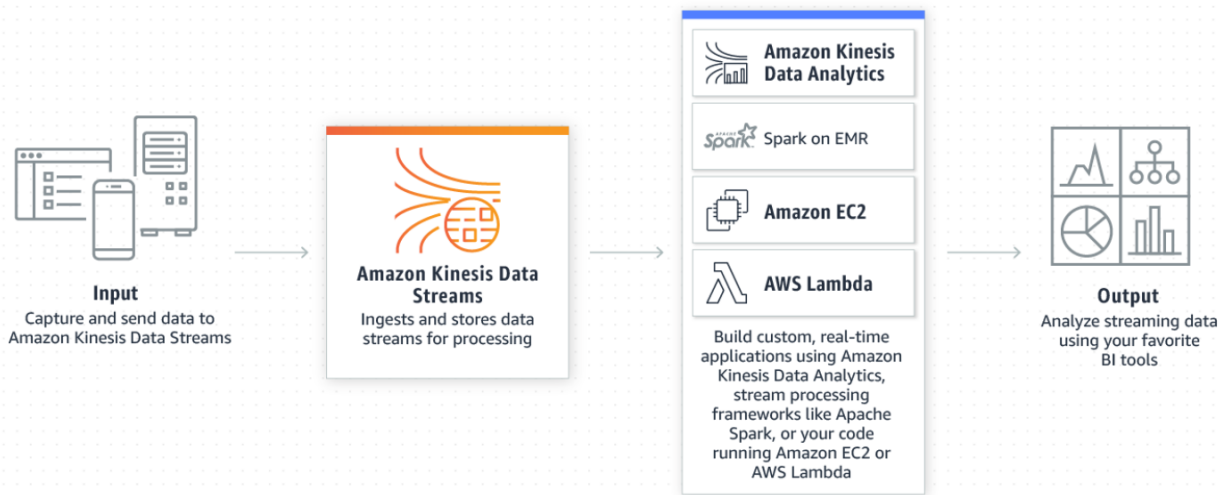 Input
Capture and send data to
Amazon Kinesis Data Streams
Amazon Kinesis Data
Streams
Ingests and stores data
streams for processing
Amazon Kinesis
Data Analytics
APACHE
Spark
Spark on EMR
Amazon EC2
AWS Lambda
Build custom, real-time
applications using Amazon
Kinesis Data Analytics,
stream processing
frameworks like Apache
Spark, or your code
running Amazon EC2 or
AWS Lambda
Output
Analyze streaming data
using your favorite
BI tools